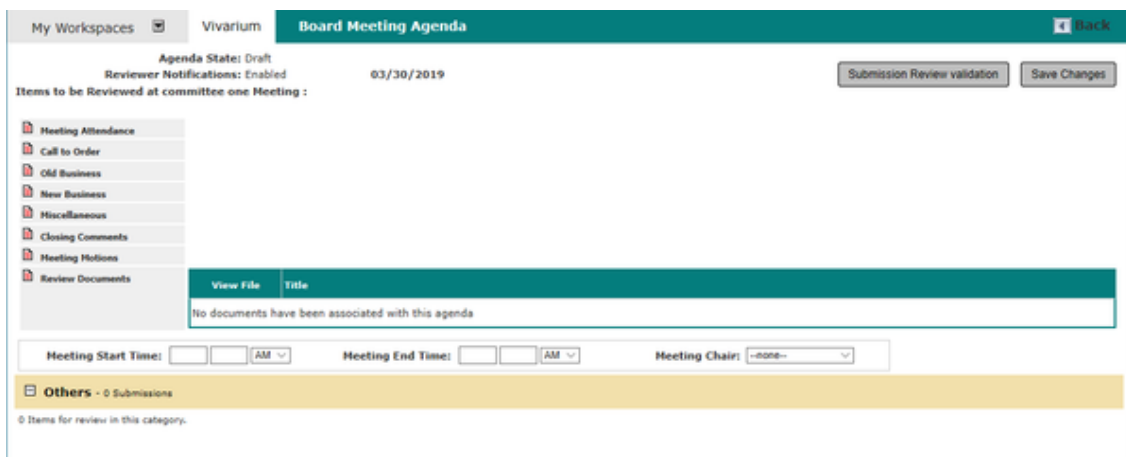 My Workspaces Vivarium Board Meeting Agenda Back
Agenda State: Draft
Reviewer Notifications: Enabled 03/30/2019 Submission Review validation Save Changes
Items to be Reviewed at committee one Meeting :
Meeting Attendance
Call to Order
Old Business
New Business
Miscellaneous
Closing Comments
Meeting Motions
Review Documents
View File Title
No documents have been associated with this agenda
Meeting Start Time: AM Meeting End Time: AM Meeting Chair: --none--
Others - 0 Submissions
0 Items for review in this category.